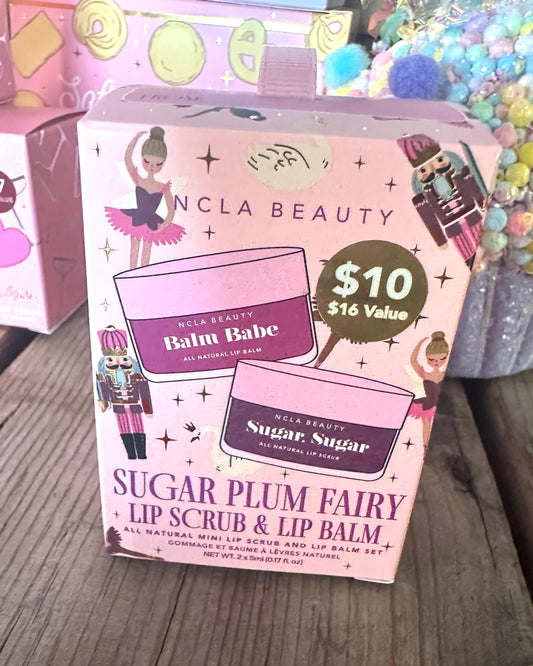 FROM
NCLA BEAUTY
$10
$16 Value
NCLA BEAUTY
Balm Babe
ALL NATURAL LIP BALM
NCLA BEAUTY
Sugar, Sugar
ALL NATURAL LIP SCRUB
SUGAR PLUM FAIRY
LIP SCRUB & LIP BALM
ALL NATURAL MINI LIP SCRUB AND LIP BALM SET
GOMMAGE ET BAUME À LÈVRES NATUREL
NET WT. 2 x 5ml (0.17 fl. oz)